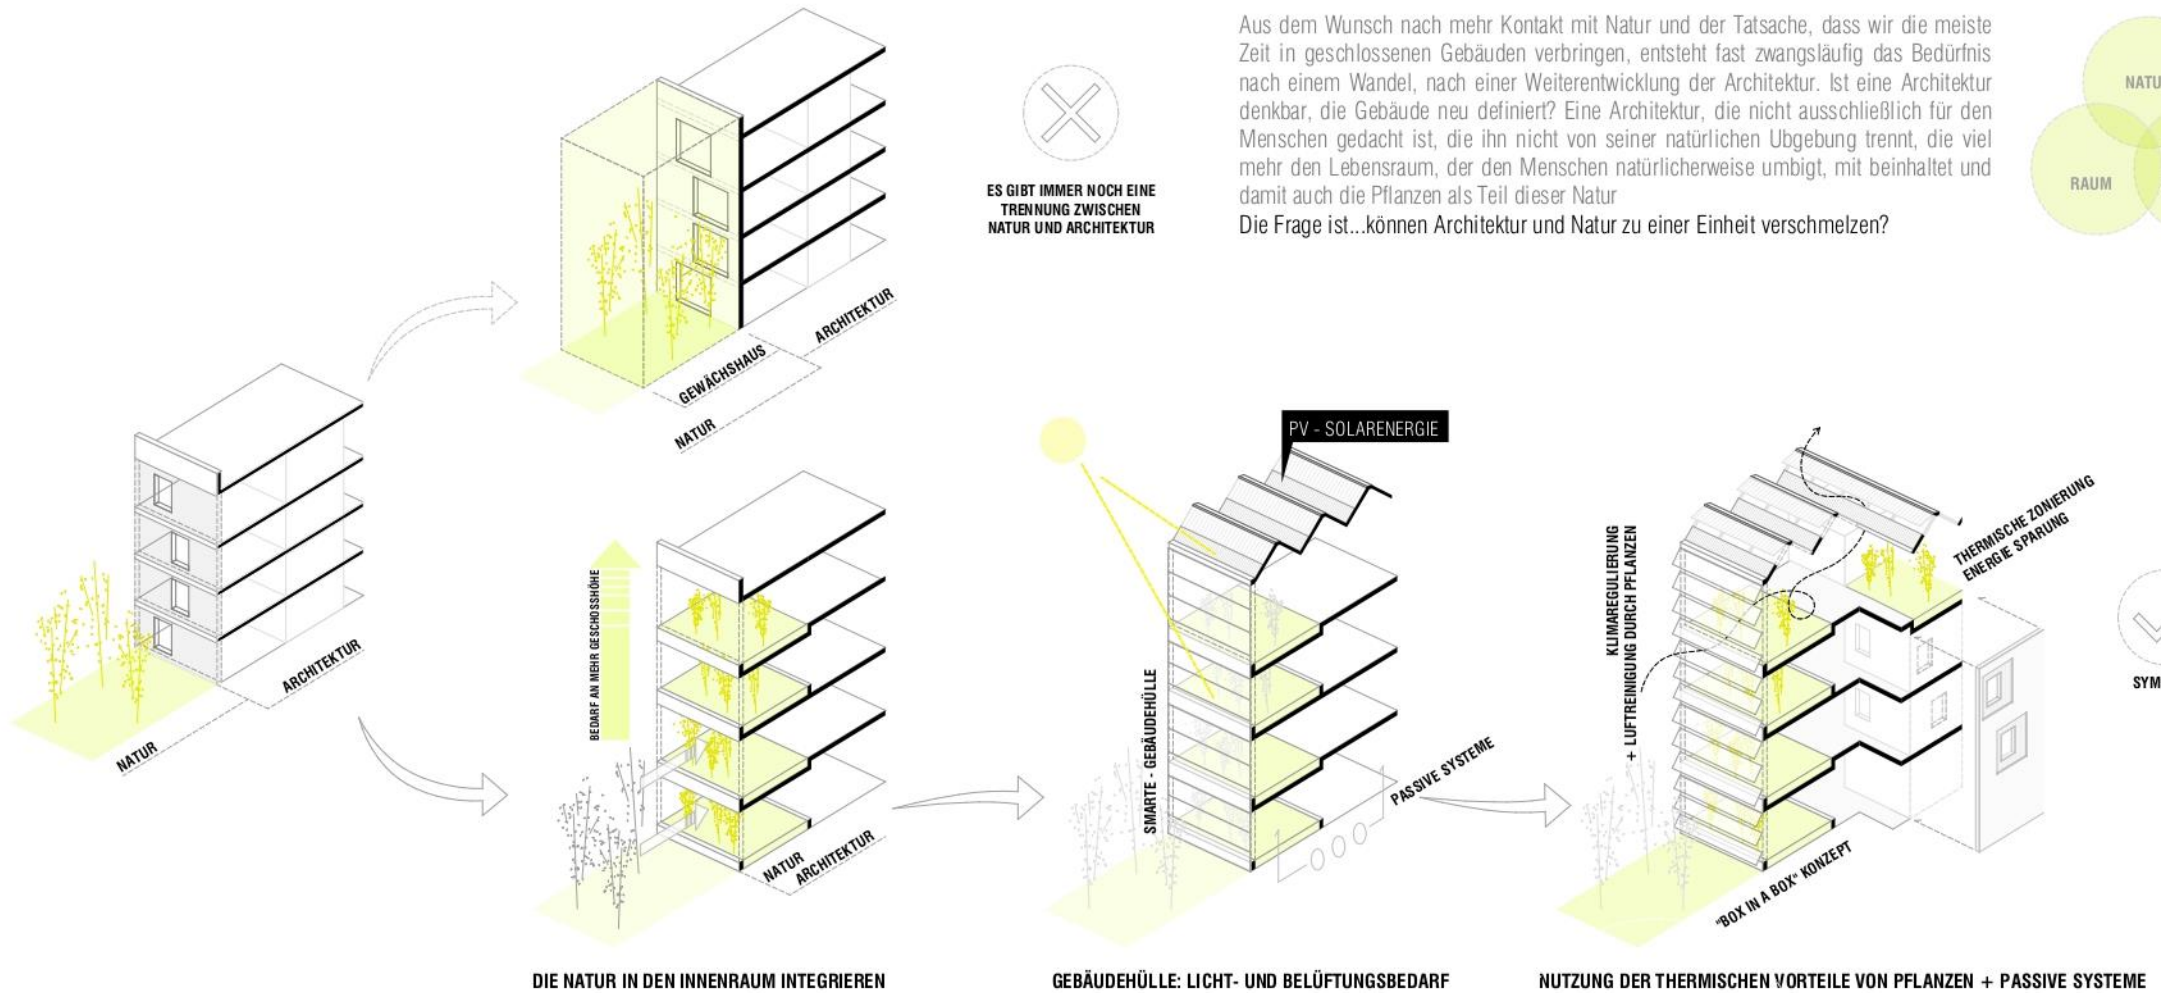 Aus dem Wunsch nach mehr Kontakt mit Natur und der Tatsache, dass wir die meiste
Zeit in geschlossenen Gebäuden verbringen, entsteht fast zwangsläufig das Bedürfnis
nach einem Wandel, nach einer Weiterentwicklung der Architektur. Ist eine Architektur
denkbar, die Gebäude neu definiert? Eine Architektur, die nicht ausschließlich für den
Menschen gedacht ist, die ihn nicht von seiner natürlichen Ubgebung trennt, die viel
mehr den Lebensraum, der den Menschen natürlicherweise umbigt, mit beinhaltet und
damit auch die Pflanzen als Teil dieser Natur
Die Frage ist...können Architektur und Natur zu einer Einheit verschmelzen?
NATU
RAUM
ES GIBT IMMER NOCH EINE
TRENNUNG ZWISCHEN
NATUR UND ARCHITEKTUR
ARCHITEKTUR
GEWÄCHSHAUS
NATUR
ARCHITEKTUR
NATUR
BEDARF AN MEHR GESCHOSSHÖHE
NATUR
ARCHITEKTUR
PV - SOLARENERGIE
SMARTE - GEBÄUDEHÜLLE
PASSIVE SYSTEME
KLIMAREGULIERUNG
+ LUFTREINIGUNG DURCH PFLANZEN
THERMISCHE ZONIERUNG
ENERGIE SPARUNG
"BOX IN A BOX" KONZEPT
SYM
DIE NATUR IN DEN INNENRAUM INTEGRIEREN
GEBÄUDEHÜLLE: LICHT- UND BELÜFTUNGSBEDARF
NUTZUNG DER THERMISCHEN VORTEILE VON PFLANZEN + PASSIVE SYSTEME